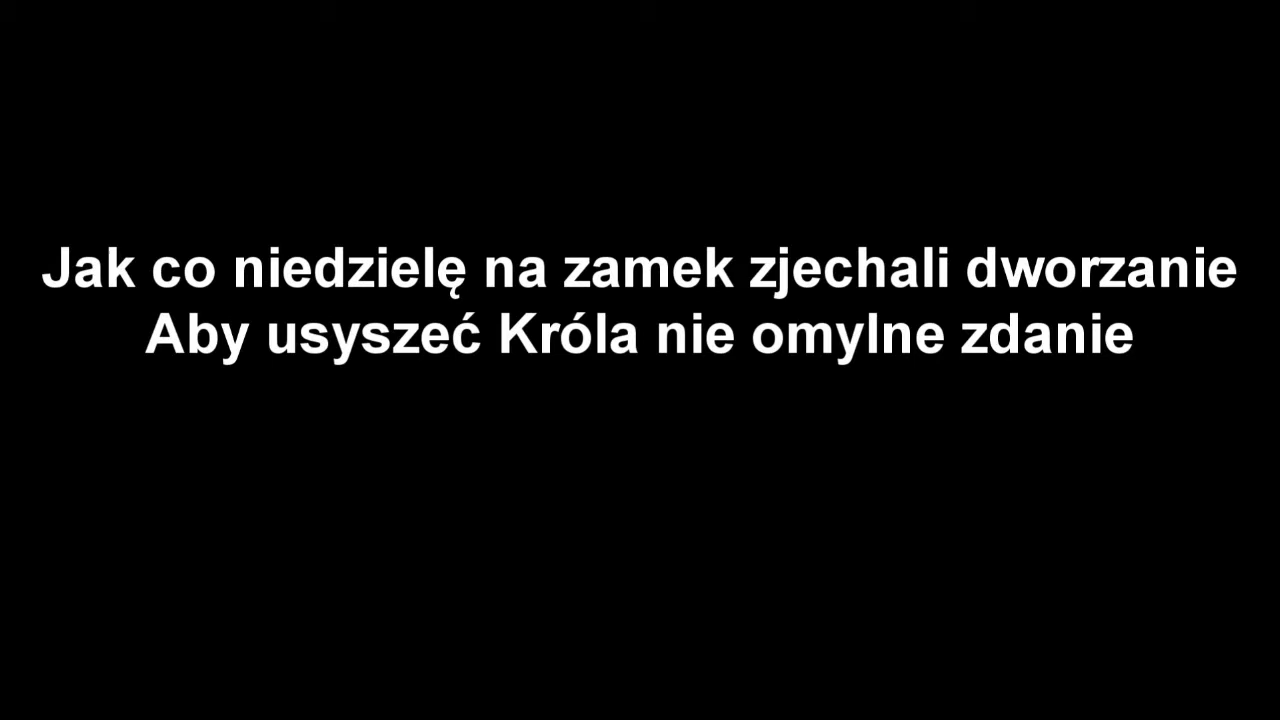 Jak co niedzielę na zamek zjechali dworzanie
Aby usyszeć Króla nie omylne zdanie